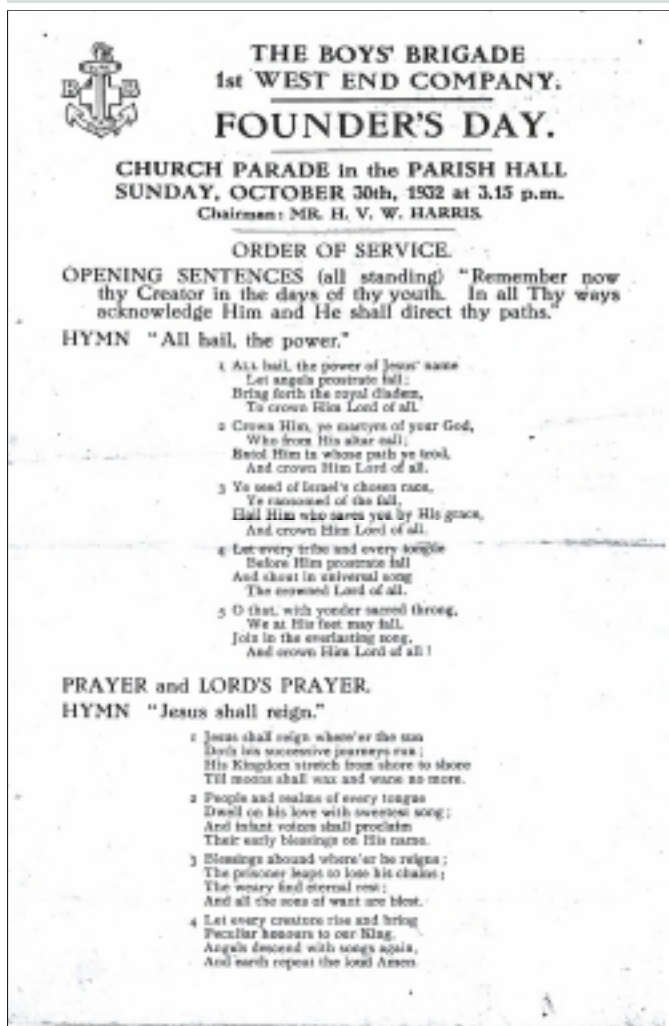 B B
THE BOYS' BRIGADE
1st WEST END COMPANY.
FOUNDER'S DAY.
CHURCH PARADE in the PARISH HALL
SUNDAY, OCTOBER 30th, 1932 at 3.15 p.m.
Chairman: MR. H. V. W. HARRIS.
ORDER OF SERVICE.
OPENING SENTENCES (all standing) "Remember now
thy Creator in the days of thy youth. In all Thy ways
acknowledge Him and He shall direct thy paths."
HYMN "All hail, the power."
1 ALL hail, the power of Jesus' name
Let angels prostrate fall;
Bring forth the royal diadem,
To crown Him Lord of all.
2 Crown Him, ye martyrs of your God,
Who from His altar call;
Extol Him in whose path ye trod,
And crown Him Lord of all.
3 Ye seed of Israel's chosen race,
Ye ransomed of the fall,
Hail Him who saves you by His grace,
And crown Him Lord of all.
4 Let every tribe and every tongue
Before Him prostrate fall
And shout in universal song
The crowned Lord of all.
5 O that, with yonder sacred throng,
We at His feet may fall,
Join in the everlasting song,
And crown Him Lord of all!
PRAYER and LORD'S PRAYER.
HYMN "Jesus shall reign."
1 Jesus shall reign where'er the sun
Doth his successive journeys run;
His Kingdom stretch from shore to shore
Till moons shall wax and wane no more.
2 People and realms of every tongue
Dwell on his love with sweetest song;
And infant voices shall proclaim
Their early blessings on His name.
3 Blessings abound where'er he reigns;
The prisoner leaps to lose his chains;
The weary find eternal rest;
And all the sons of want are blest.
4 Let every creature rise and bring
Peculiar honours to our King,
Angels descend with songs again,
And earth repeat the loud Amen.